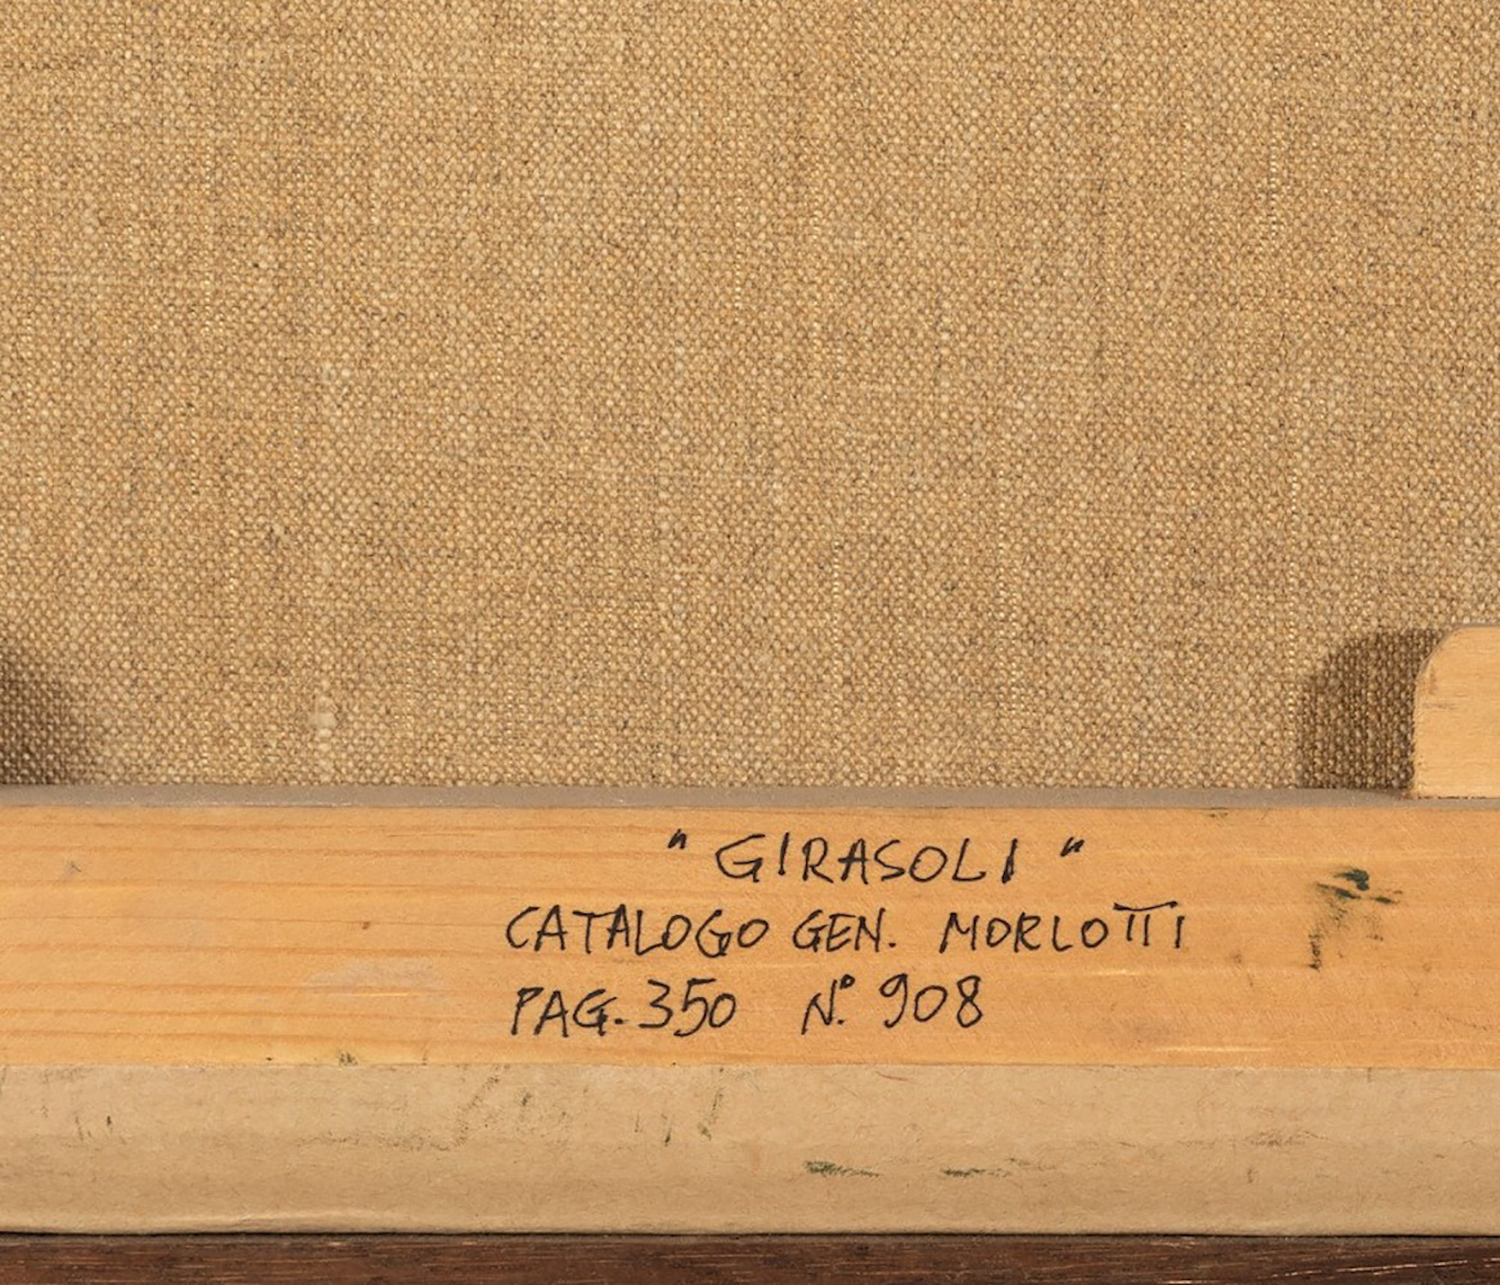 "GIRASOLI"
CATALOGO GEN. MORLOTTI
PAG. 350 N.° 908